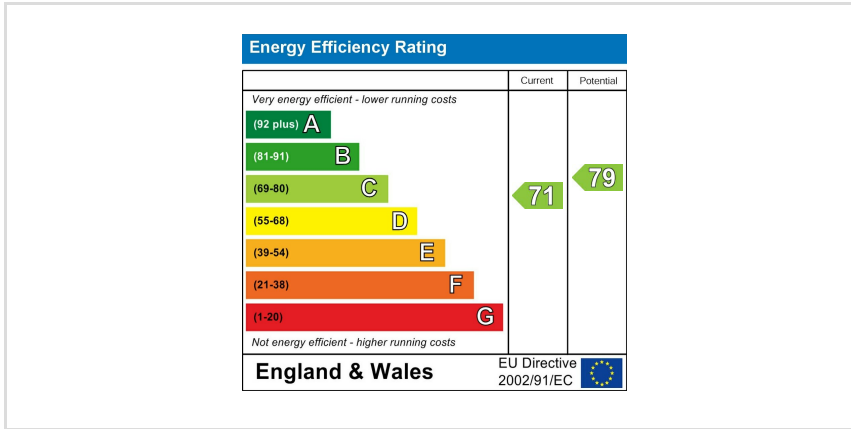 Energy Efficiency Rating
Current Potential
Very energy efficient - lower running costs
(92 plus) A
(81-91) B
(69-80) C
(55-68) D
(39-54) E
(21-38) F
(1-20) G
71
79
Not energy efficient - higher running costs
England & Wales
EU Directive
2002/91/EC